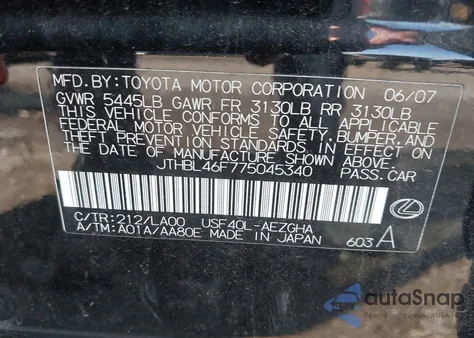 MFD.BY:TOYOTA MOTOR CORPORATION 06/07
GVWR 5445LB GAWR FR 3130LB RR 3130LB
THIS VEHICLE CONFORMS TO ALL APPLICABLE
FEDERAL MOTOR VEHICLE SAFETY, BUMPER, AND
THEFT PREVENTION STANDARDS IN EFFECT ON
THE DATE OF MANUFACTURE SHOWN ABOVE.
JTHBL46F775045340 PASS.CAR
C/TR:212/LA00 USF40L-AEZGHA
A/TM:A01A/AA80E MADE IN JAPAN 603 A
autoSnap